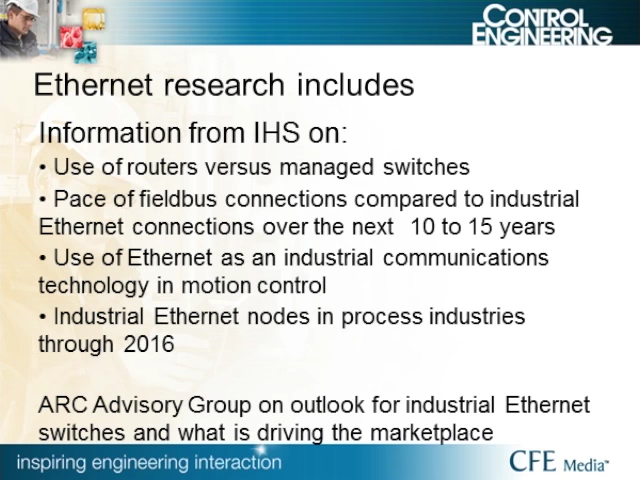 CONTROL
ENGINEERING
Ethernet research includes
Information from IHS on:
• Use of routers versus managed switches
• Pace of fieldbus connections compared to industrial
Ethernet connections over the next 10 to 15 years
• Use of Ethernet as an industrial communications
technology in motion control
• Industrial Ethernet nodes in process industries
through 2016
ARC Advisory Group on outlook for industrial Ethernet
switches and what is driving the marketplace
inspiring engineering interaction
CFE Media™